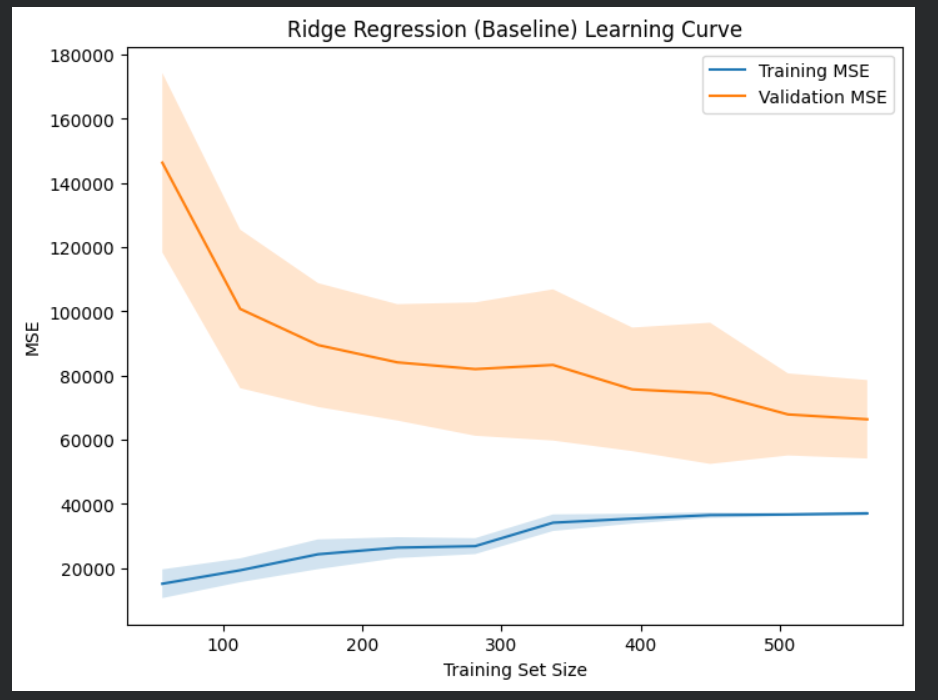 Ridge Regression (Baseline) Learning Curve
180000
160000
140000
120000
100000
80000
60000
40000
20000
MSE
Training MSE
Validation MSE
100
200
300
400
500
Training Set Size